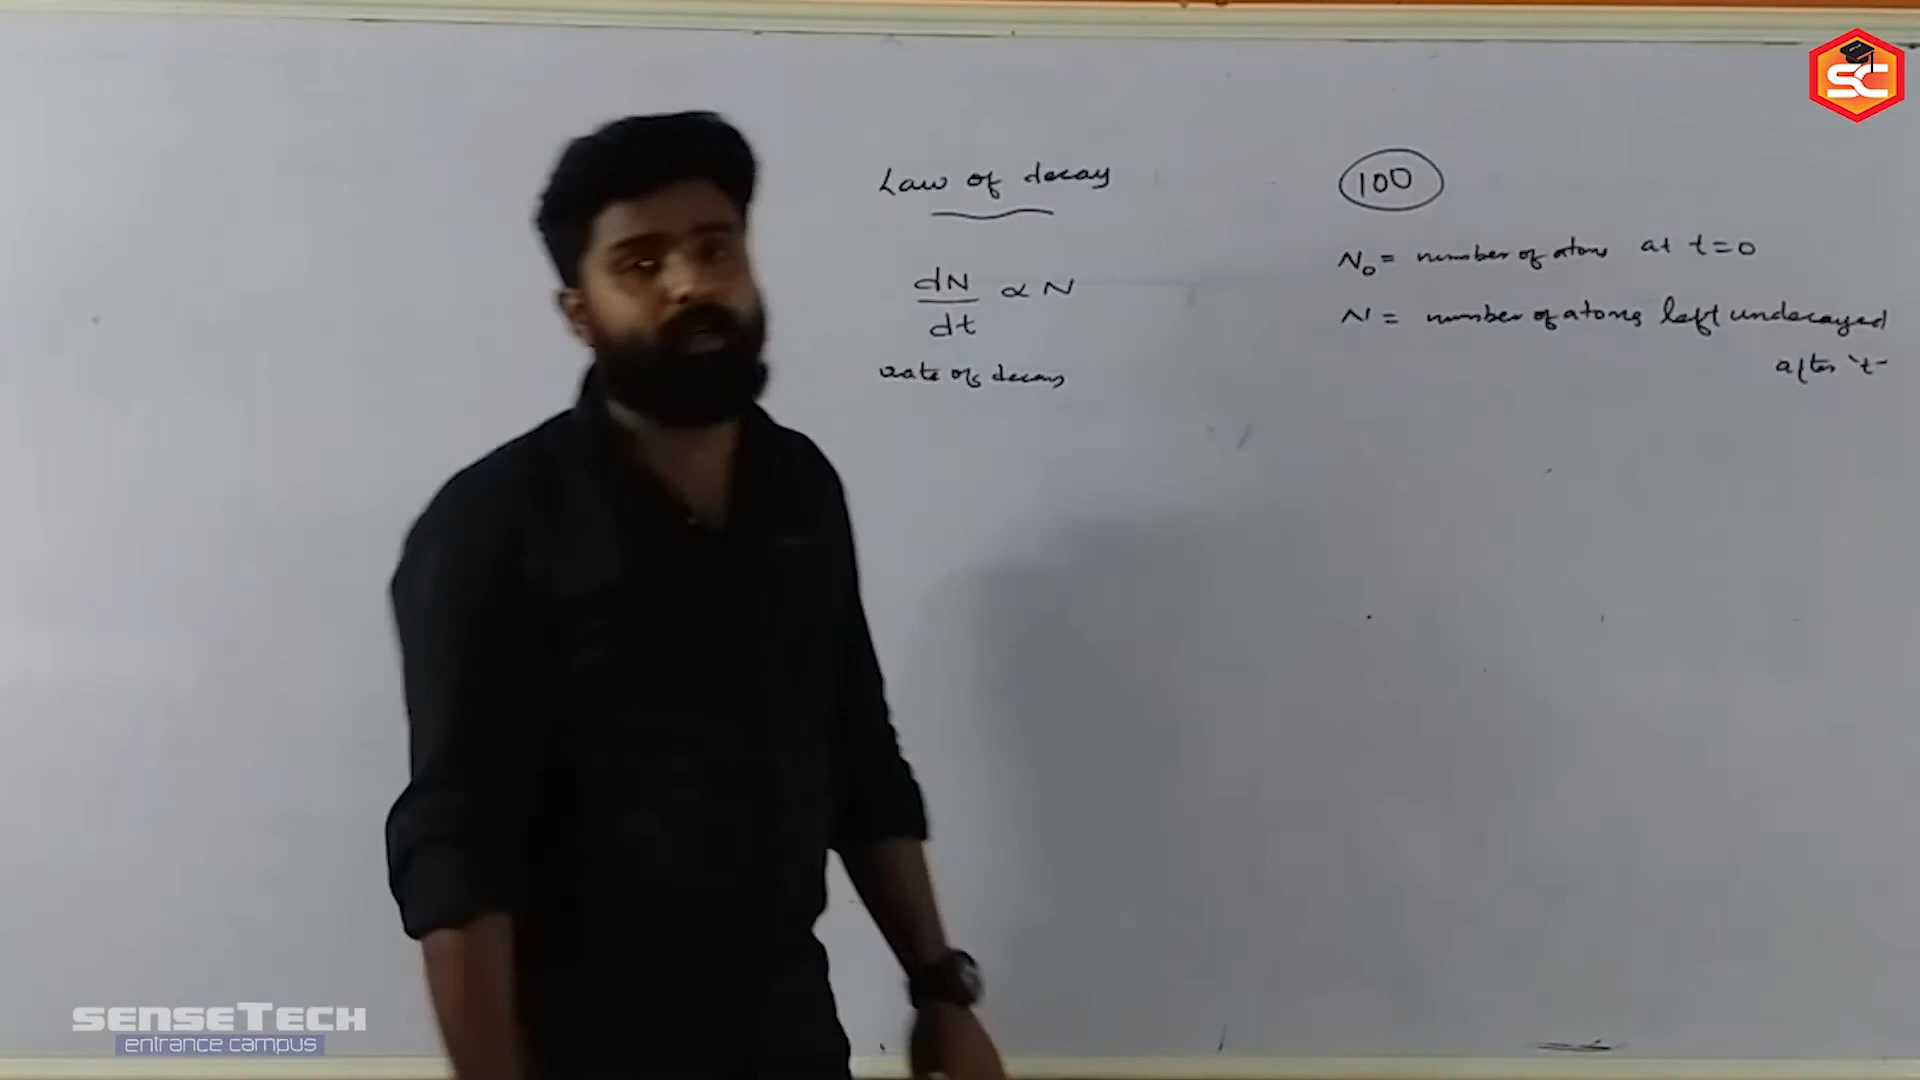 SC
Law of decay
dN/dt ∝ N
rate of decay
100
N₀ = number of atoms at t=0
N = number of atoms left undecayed
after 't'
SENSETECH
entrance campus